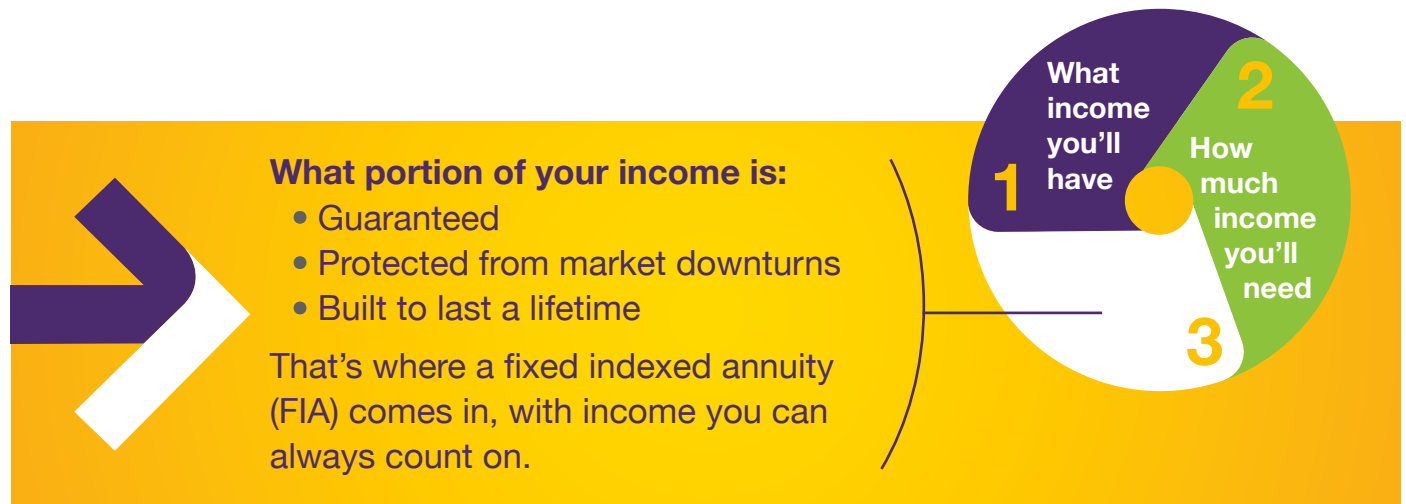 What portion of your income is:
• Guaranteed
• Protected from market downturns
• Built to last a lifetime
That’s where a fixed indexed annuity
(FIA) comes in, with income you can
always count on.
1
What
income
you’ll
have
2
How
much
income
you’ll
need
3